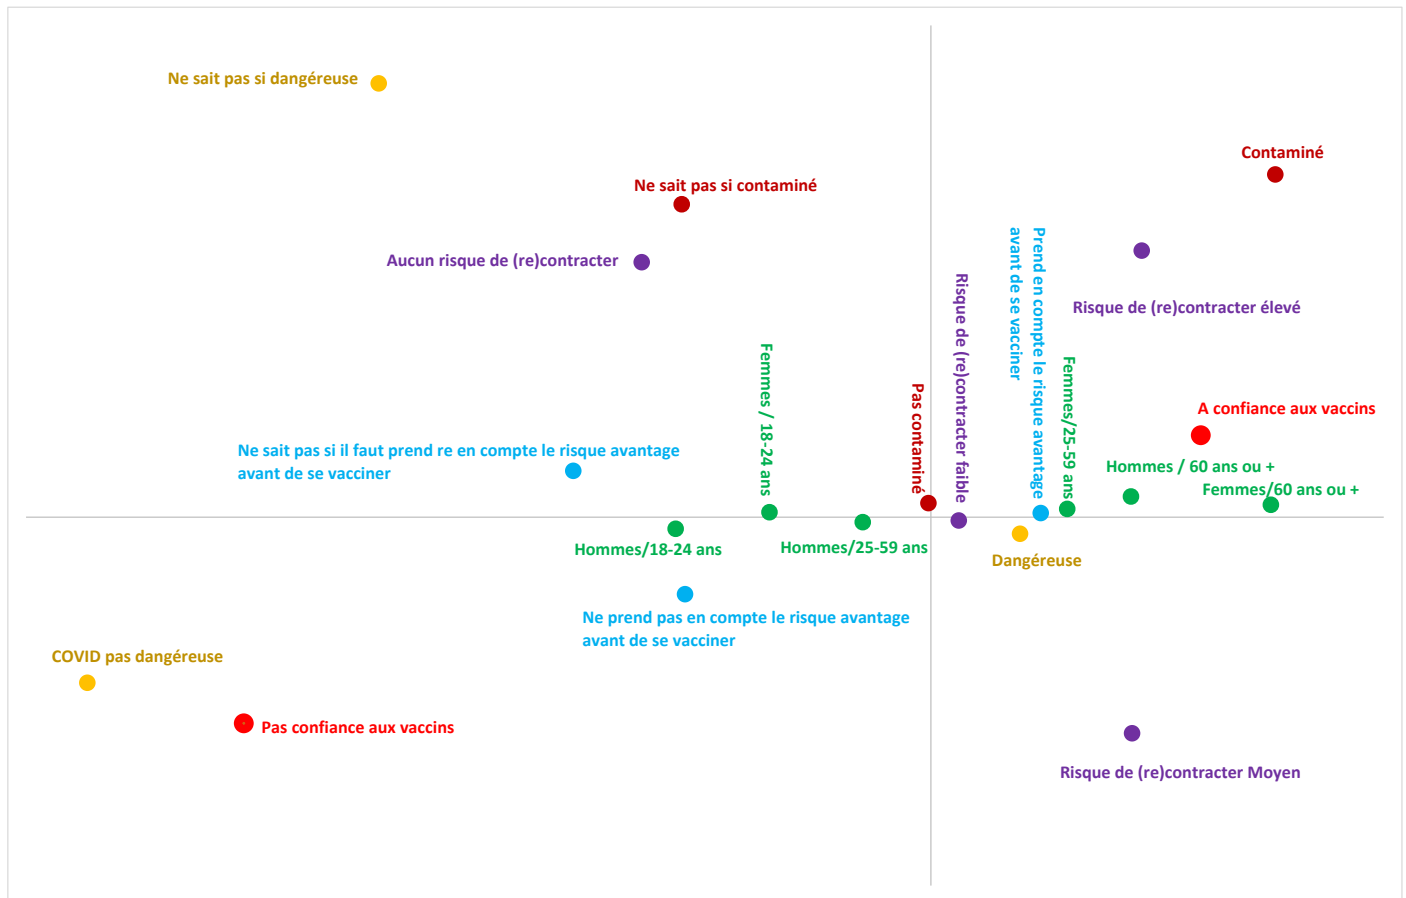 Ne sait pas si dangéreuse
Contaminé
Ne sait pas si contaminé
Aucun risque de (re)contracter
Prend en compte le risque avantage
avant de se vacciner
Risque de (re)contracter élevé
Risque de (re)contracter faible
Femmes / 18-24 ans
Femmes/25-59 ans
Pas contaminé
A confiance aux vaccins
Ne sait pas si il faut prend re en compte le risque avantage
avant de se vacciner
Hommes / 60 ans ou +
Femmes/60 ans ou +
Hommes/18-24 ans
Hommes/25-59 ans
Dangéreuse
Ne prend pas en compte le risque avantage
avant de se vacciner
COVID pas dangéreuse
Pas confiance aux vaccins
Risque de (re)contracter Moyen